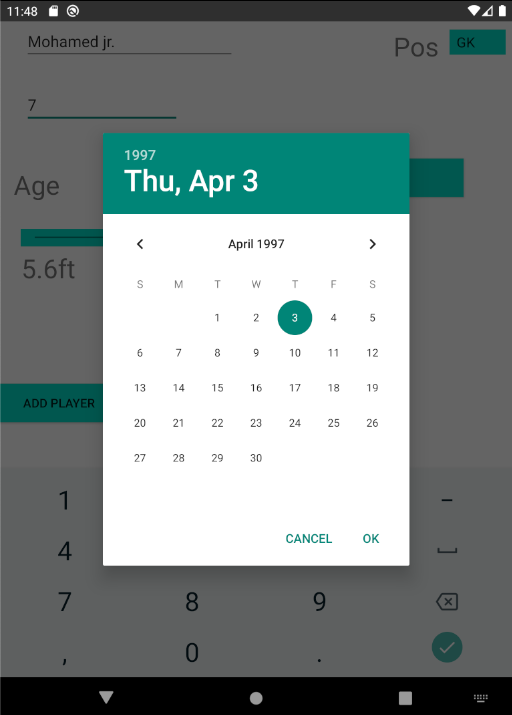 11:48
Mohamed jr.
Pos
GK
7
1997
Thu, Apr 3
Age
April 1997
S M T W T F S
1 2 3 4 5
6 7 8 9 10 11 12
13 14 15 16 17 18 19
20 21 22 23 24 25 26
27 28 29 30
5.6ft
ADD PLAYER
CANCEL OK
1 -
4
7 8 9
, 0 .